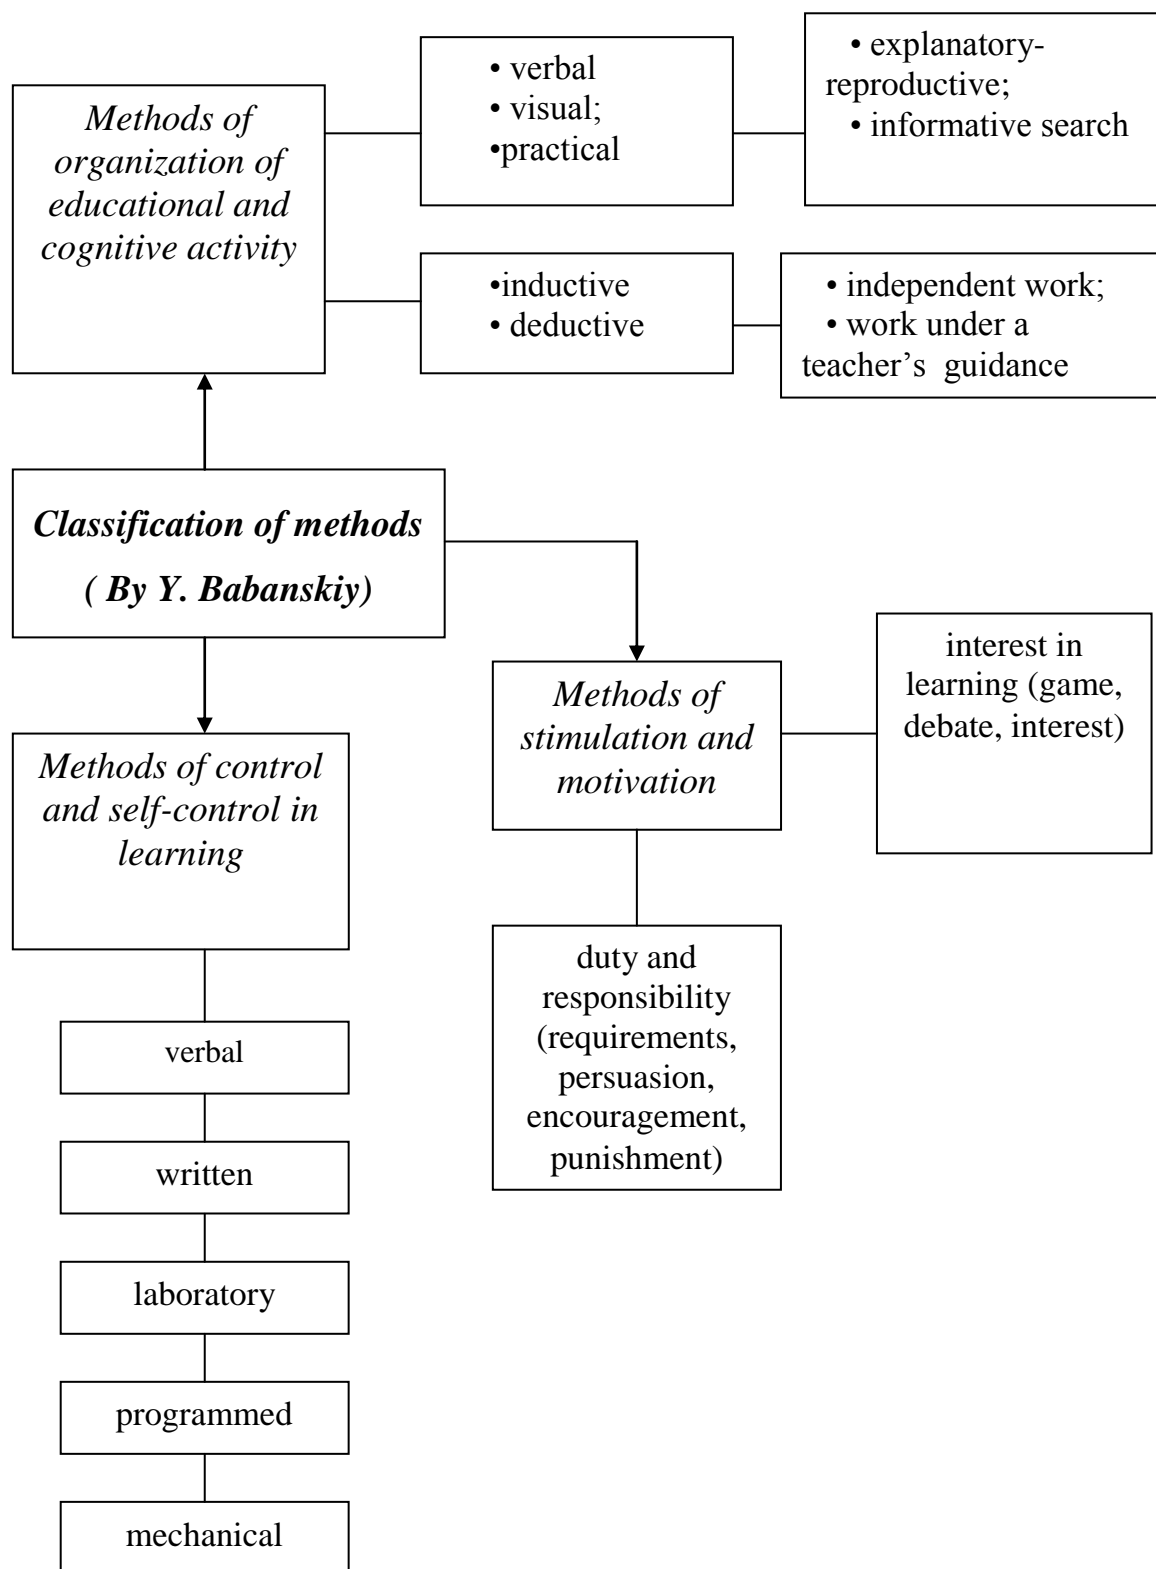 • verbal
• visual;
•practical
• explanatory-
reproductive;
• informative search
Methods of
organization of
educational and
cognitive activity
•inductive
• deductive
• independent work;
• work under a
teacher’s  guidance
Classification of methods
( By Y. Babanskiy)
interest in
learning (game,
debate, interest)
Methods of
stimulation and
motivation
Methods of control
and self-control in
learning
duty and
responsibility
(requirements,
persuasion,
encouragement,
punishment)
verbal
written
laboratory
programmed
mechanical